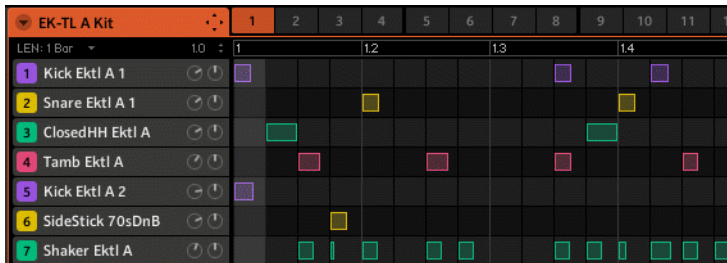 EK-TL A Kit 1 2 3 4 5 6 7 8 9 10 11
LEN: 1 Bar 1.0 1 1.2 1.3 1.4
1 Kick Ektl A 1
2 Snare Ektl A 1
3 ClosedHH Ektl A
4 Tamb Ektl A
5 Kick Ektl A 2
6 SideStick 70sDnB
7 Shaker Ektl A